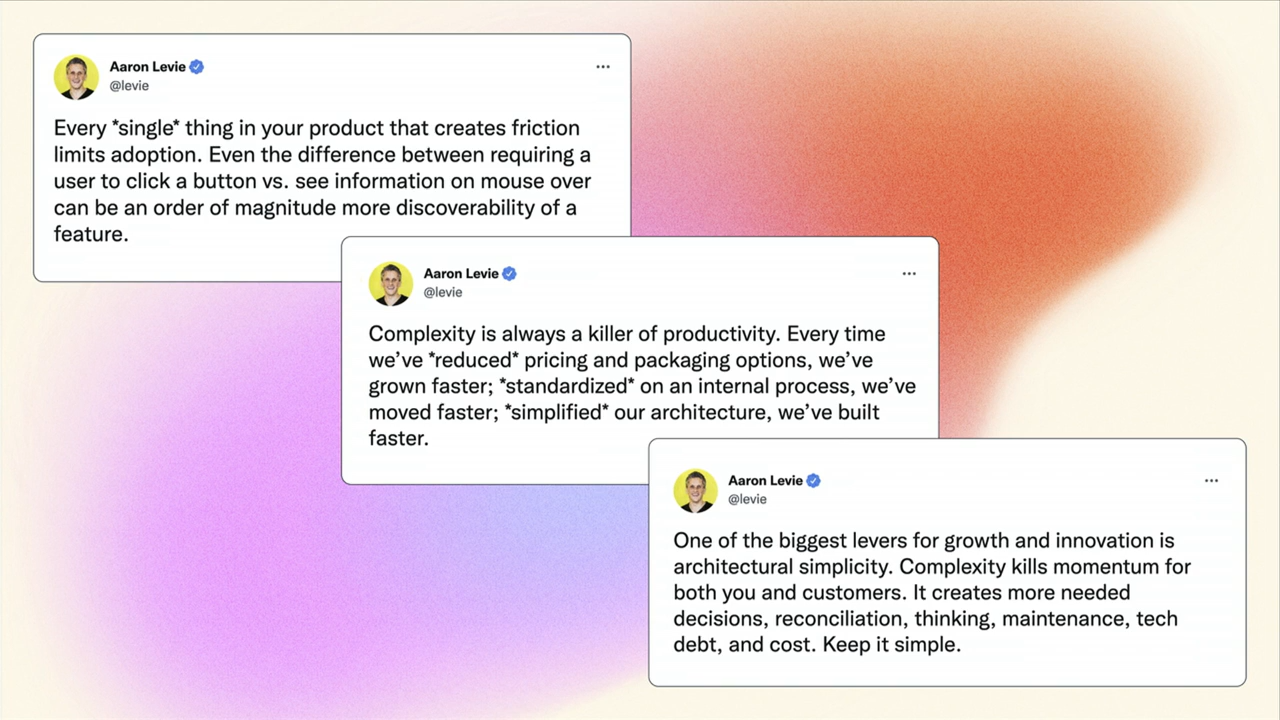 Aaron Levie
@levie
Every *single* thing in your product that creates friction
limits adoption. Even the difference between requiring a
user to click a button vs. see information on mouse over
can be an order of magnitude more discoverability of a
feature.
Aaron Levie
@levie
Complexity is always a killer of productivity. Every time
we’ve *reduced* pricing and packaging options, we’ve
grown faster; *standardized* on an internal process, we’ve
moved faster; *simplified* our architecture, we’ve built
faster.
Aaron Levie
@levie
One of the biggest levers for growth and innovation is
architectural simplicity. Complexity kills momentum for
both you and customers. It creates more needed
decisions, reconciliation, thinking, maintenance, tech
debt, and cost. Keep it simple.